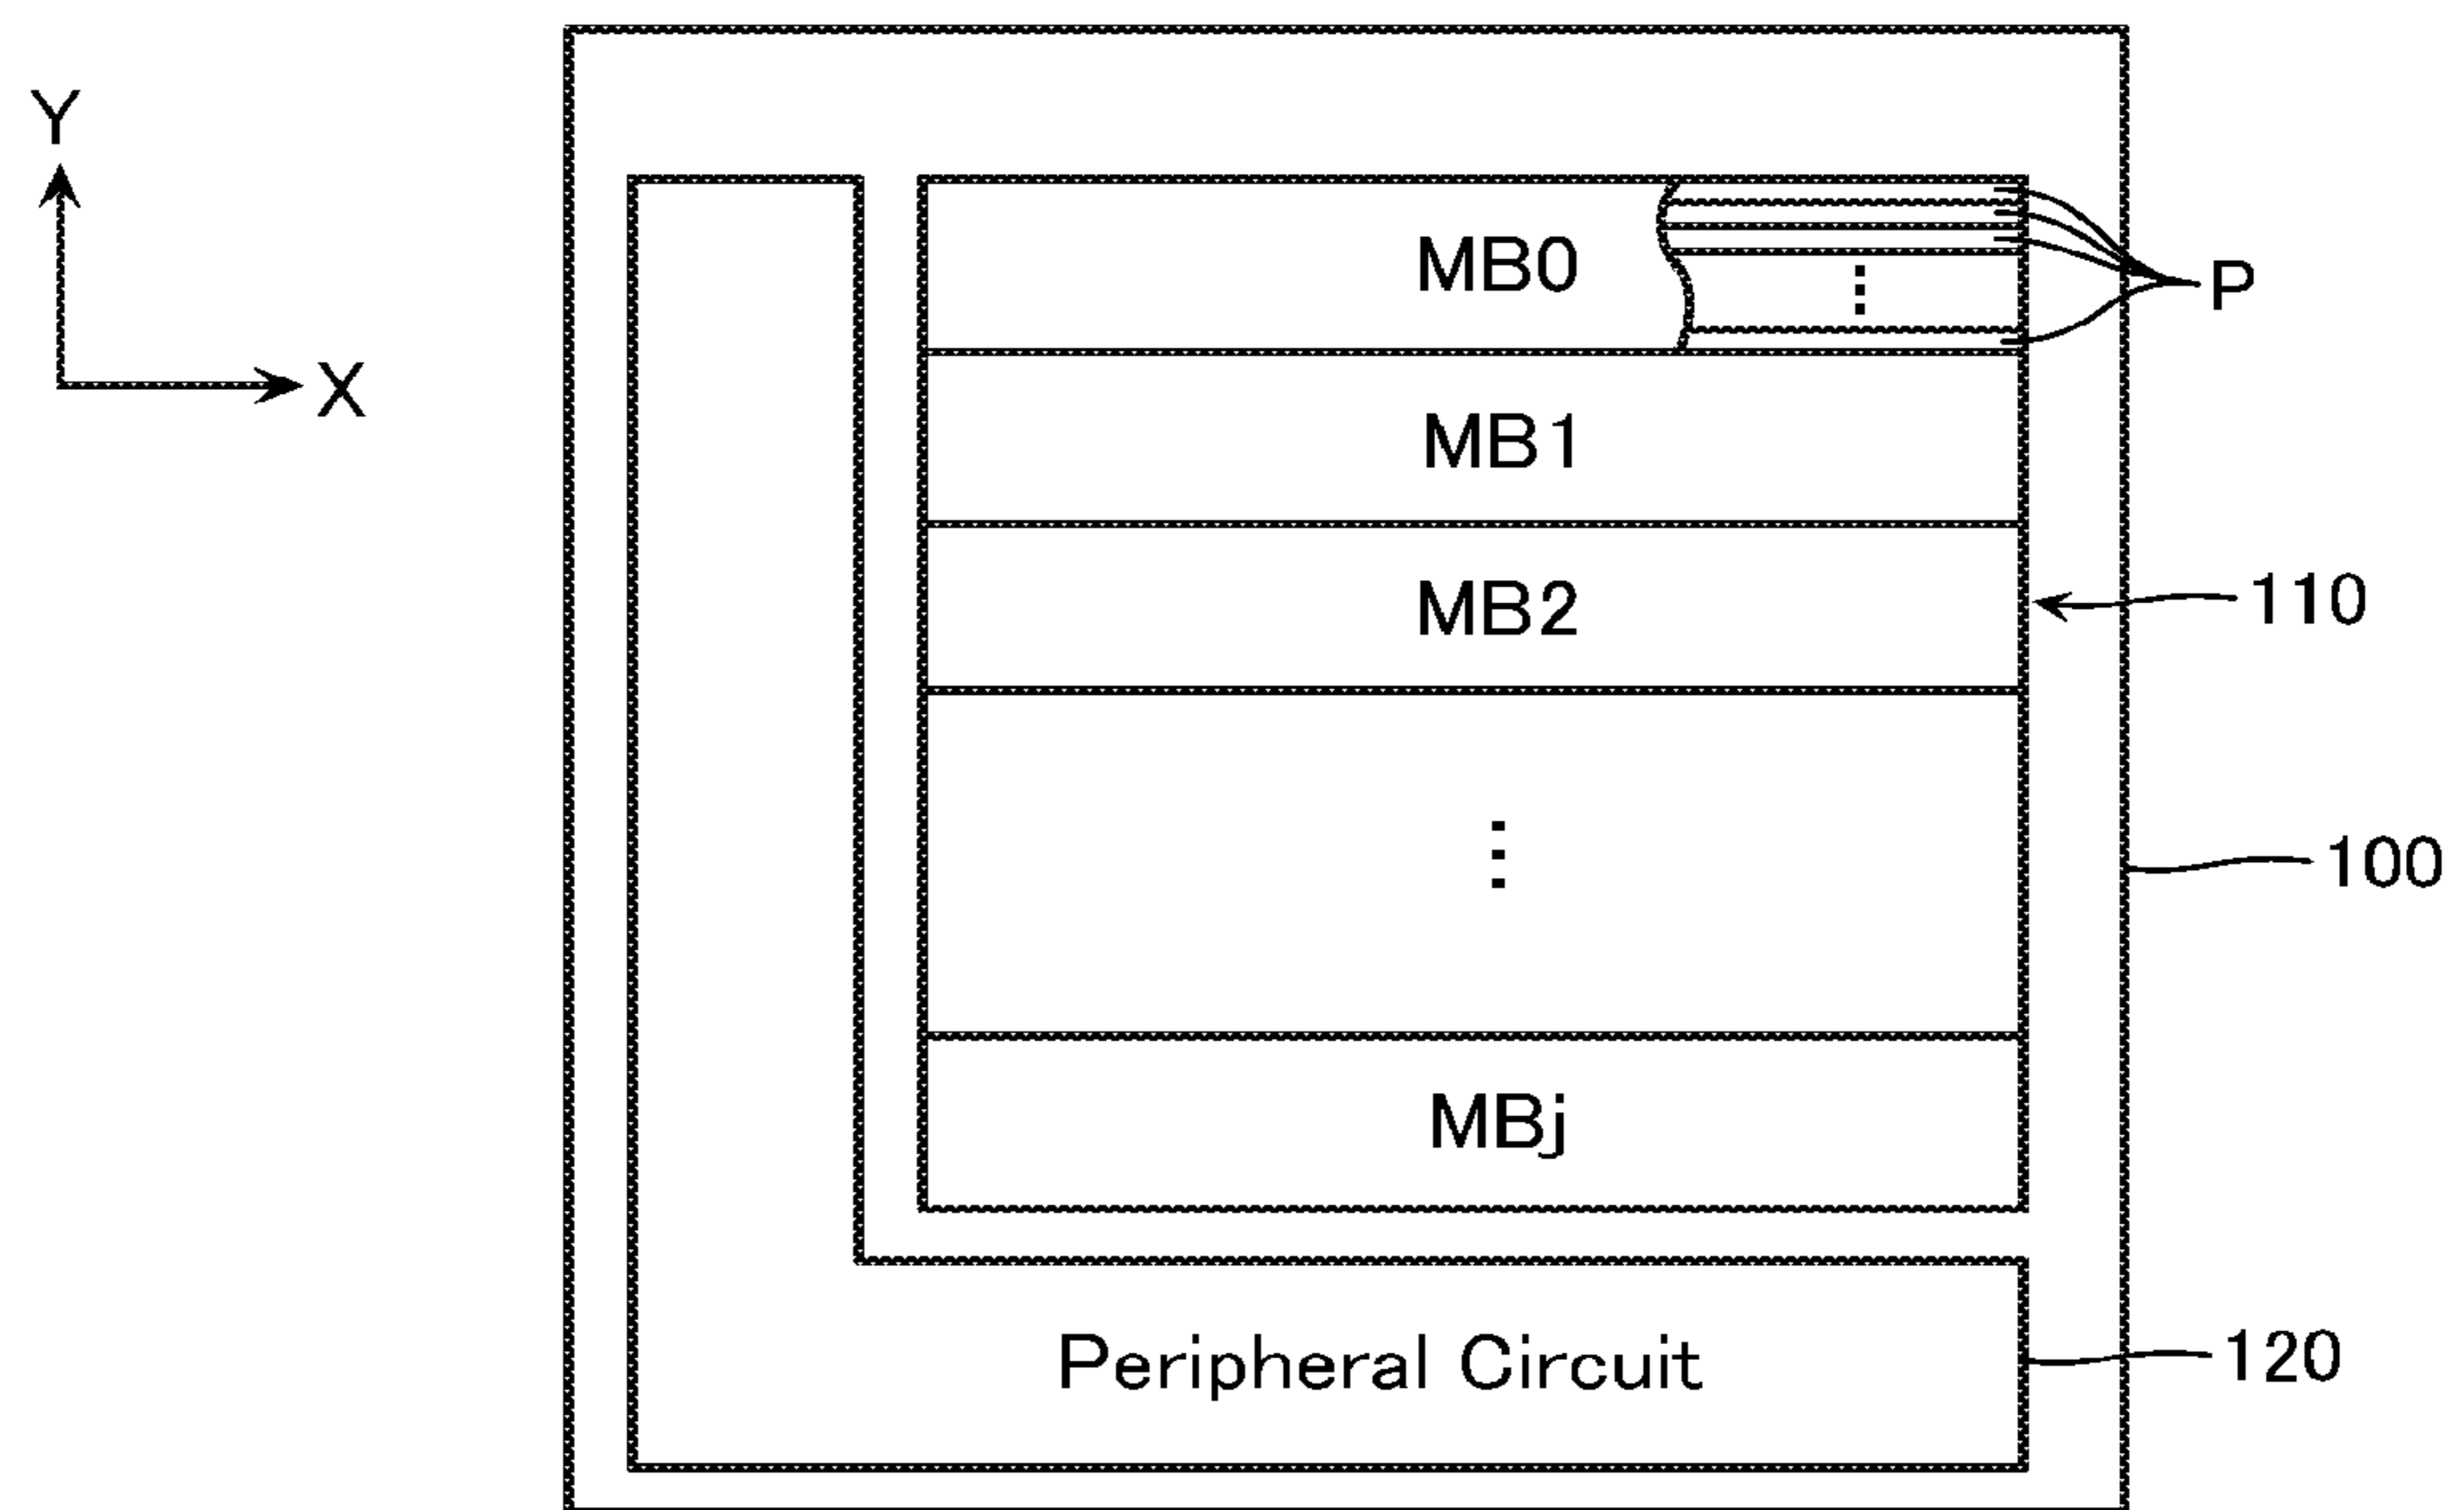 Y
X
MB0
P
MB1
MB2
110
100
MBj
Peripheral Circuit
120